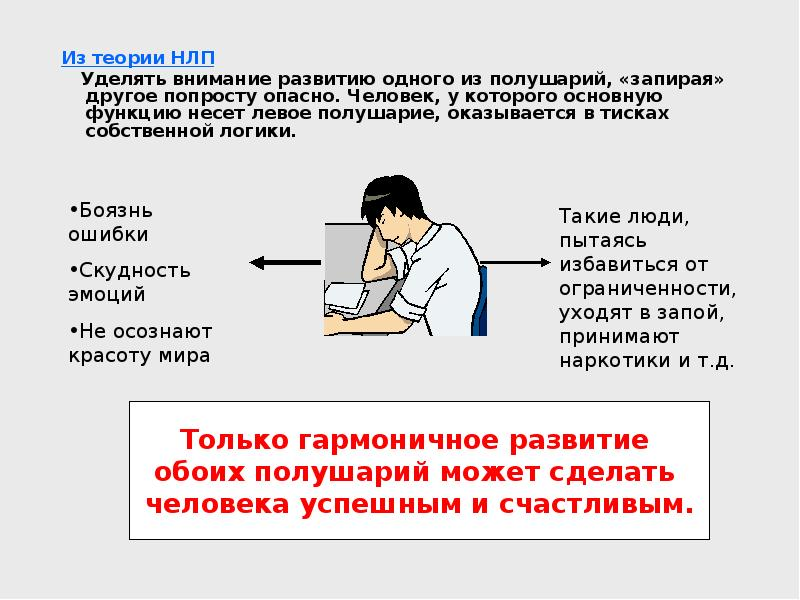 Из теории НЛП
Уделять внимание развитию одного из полушарий, «запирая»
другое попросту опасно. Человек, у которого основную
функцию несет левое полушарие, оказывается в тисках
собственной логики.
•Боязнь
ошибки
•Скудность
эмоций
•Не осознают
красоту мира
Такие люди,
пытаясь
избавиться от
ограниченности,
уходят в запой,
принимают
наркотики и т.д.
Только гармоничное развитие
обоих полушарий может сделать
человека успешным и счастливым.